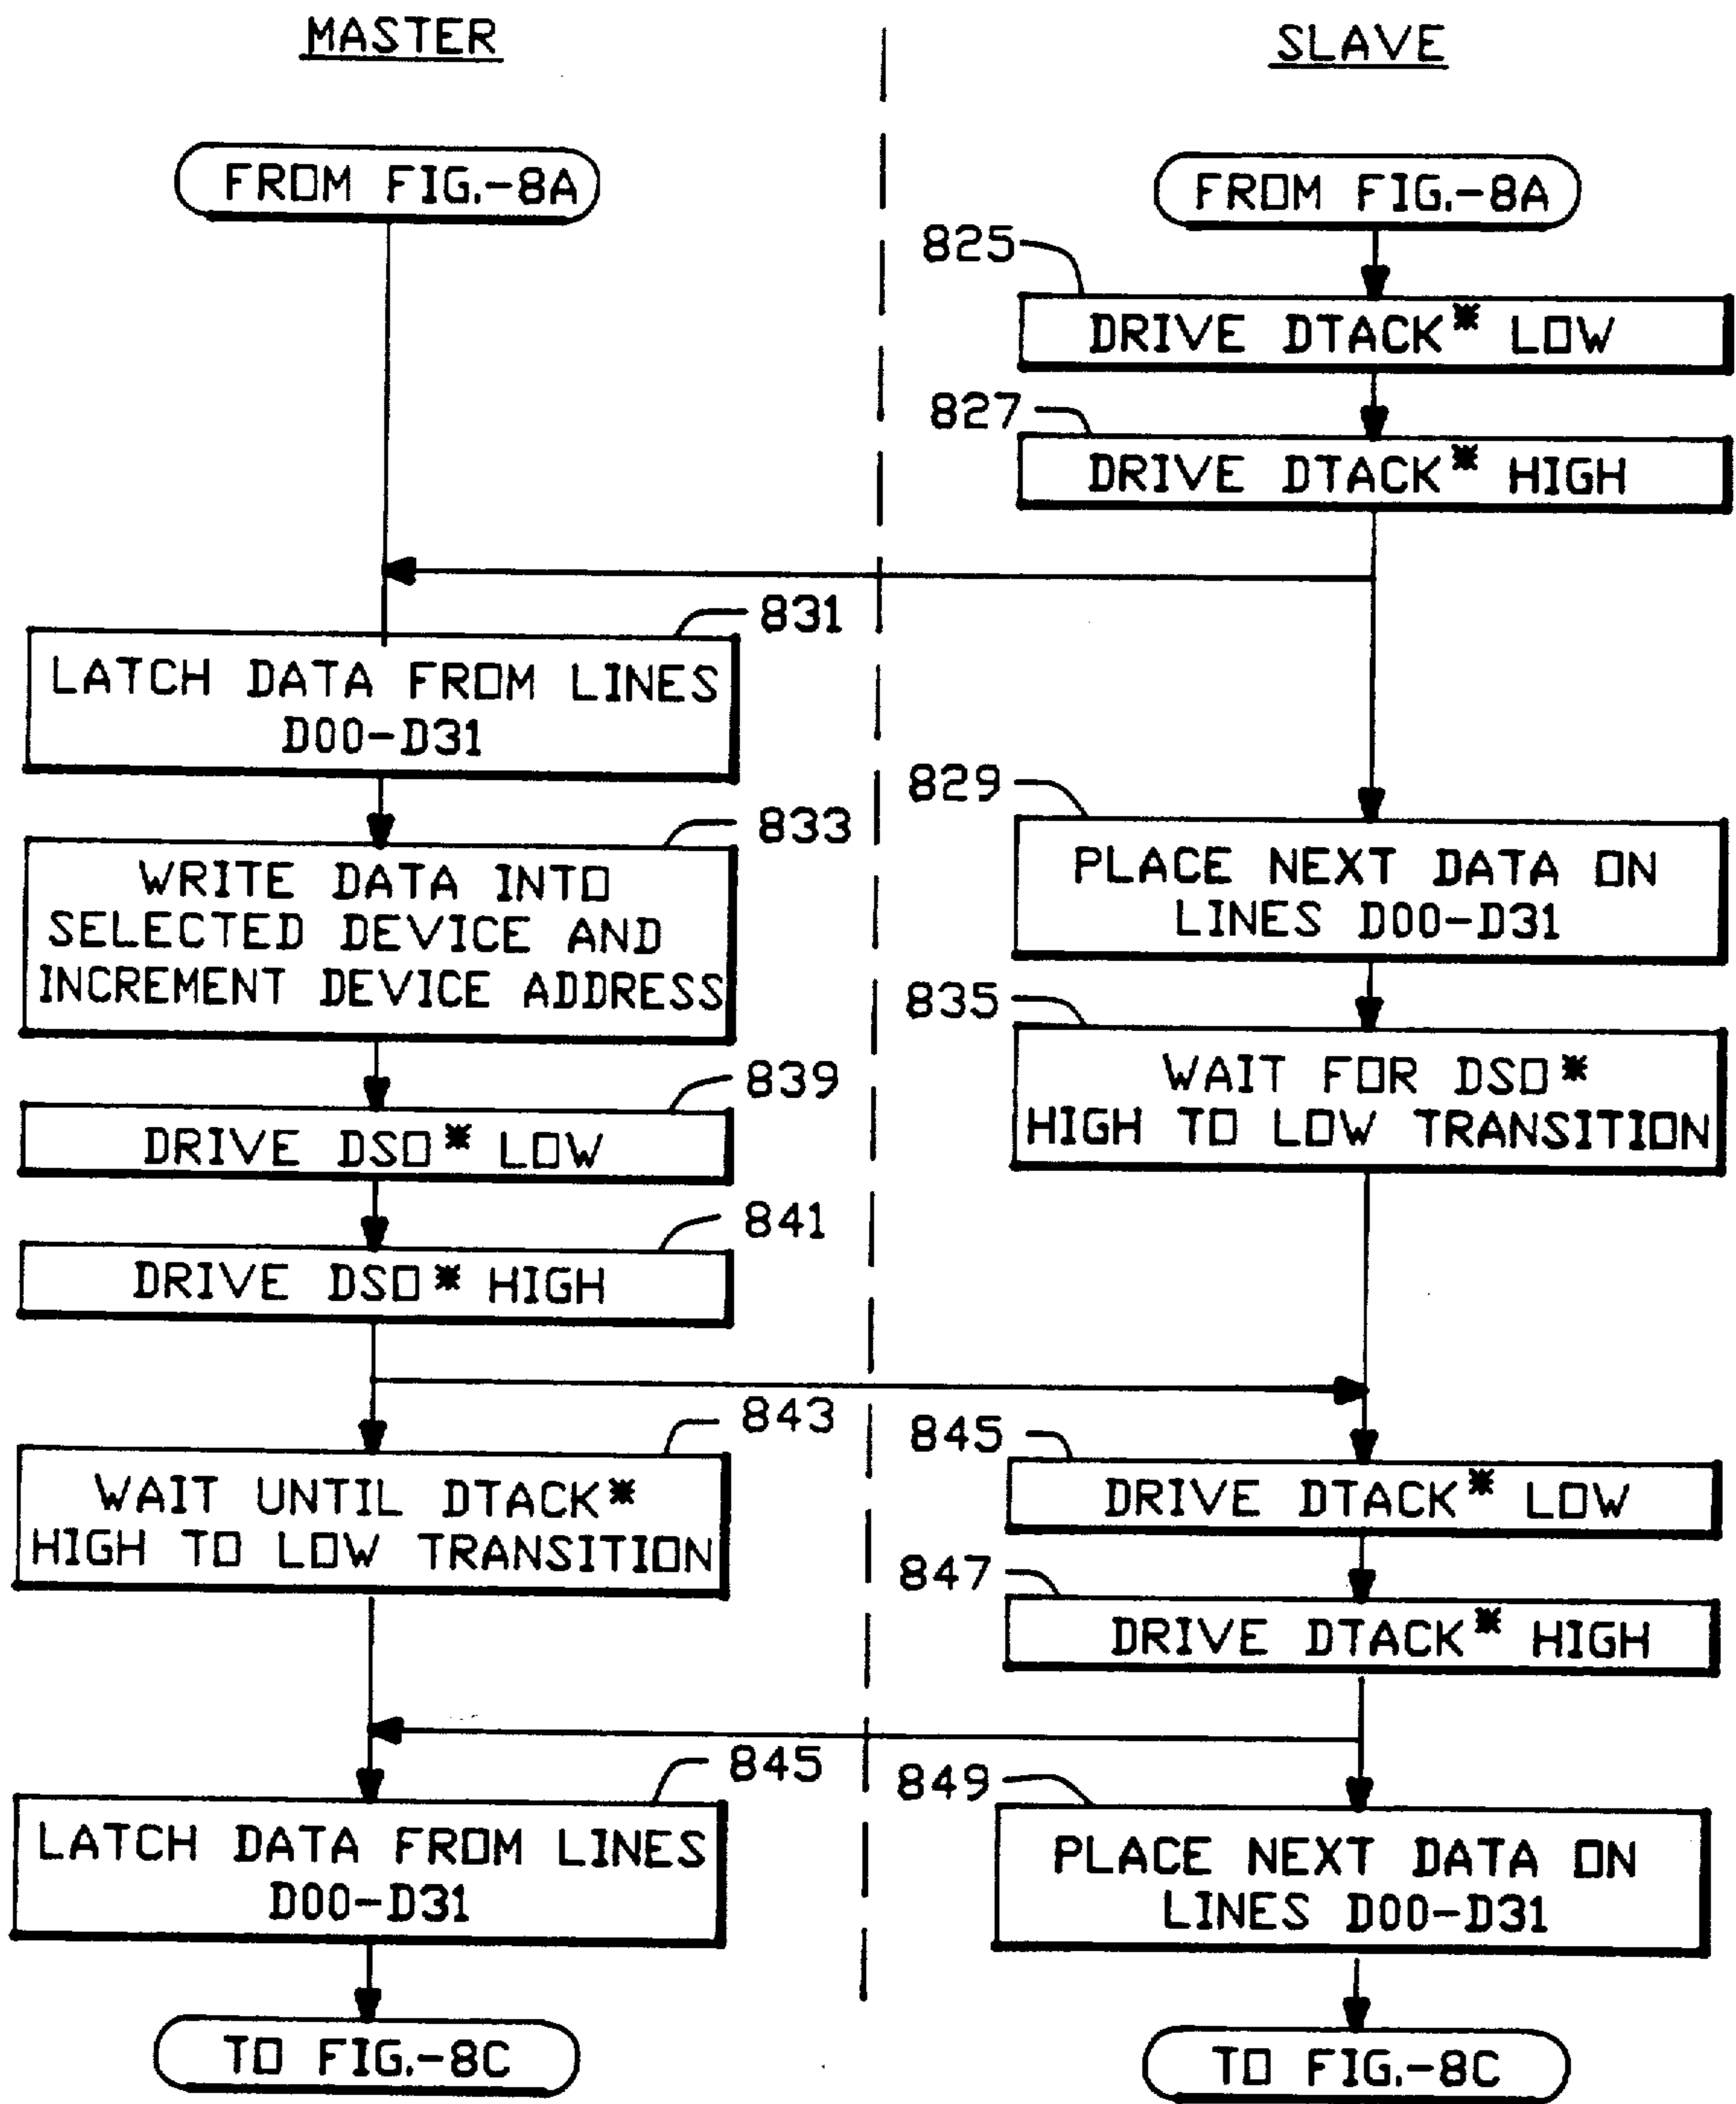 MASTER
SLAVE
FROM FIG.-8A
FROM FIG.-8A
825
DRIVE DTACK* LOW
827
DRIVE DTACK* HIGH
831
LATCH DATA FROM LINES
D00-D31
829
PLACE NEXT DATA ON
LINES D00-D31
833
WRITE DATA INTO
SELECTED DEVICE AND
INCREMENT DEVICE ADDRESS
835
WAIT FOR DSO*
HIGH TO LOW TRANSITION
839
DRIVE DSO* LOW
841
DRIVE DSO* HIGH
843
WAIT UNTIL DTACK*
HIGH TO LOW TRANSITION
845
DRIVE DTACK* LOW
847
DRIVE DTACK* HIGH
845
LATCH DATA FROM LINES
D00-D31
849
PLACE NEXT DATA ON
LINES D00-D31
TO FIG.-8C
TO FIG.-8C